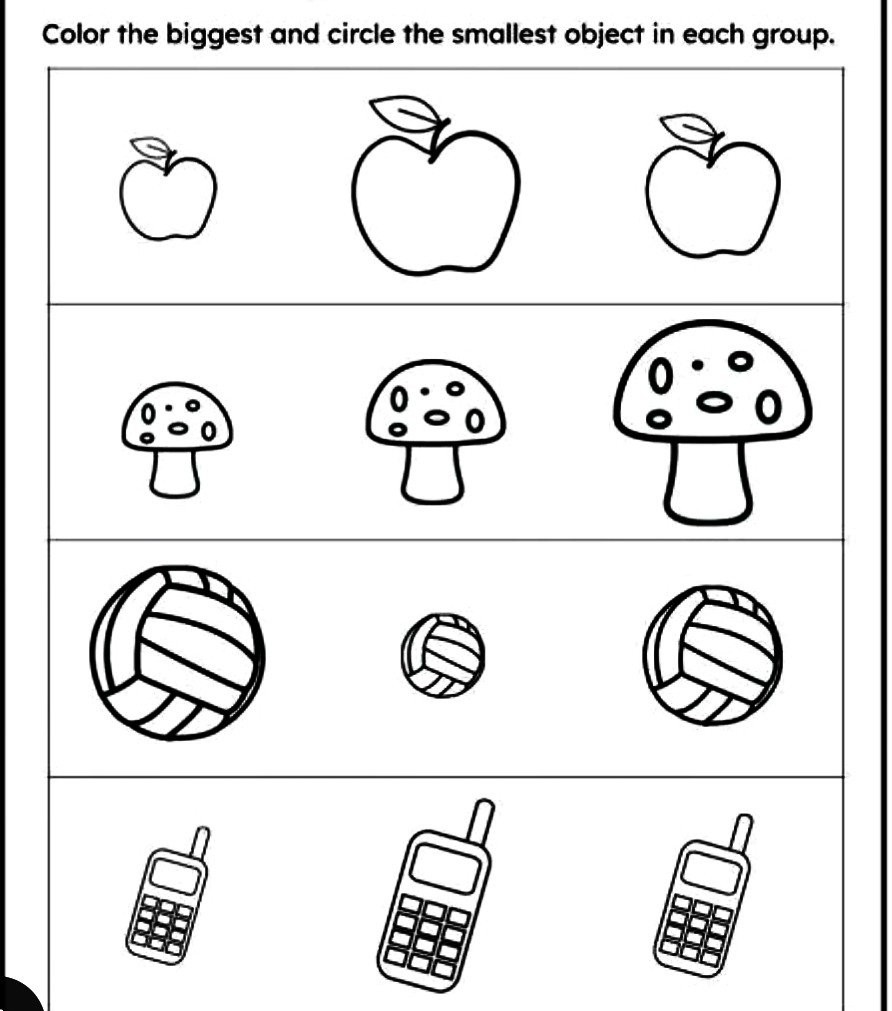 Color the biggest and circle the smallest object in each group.